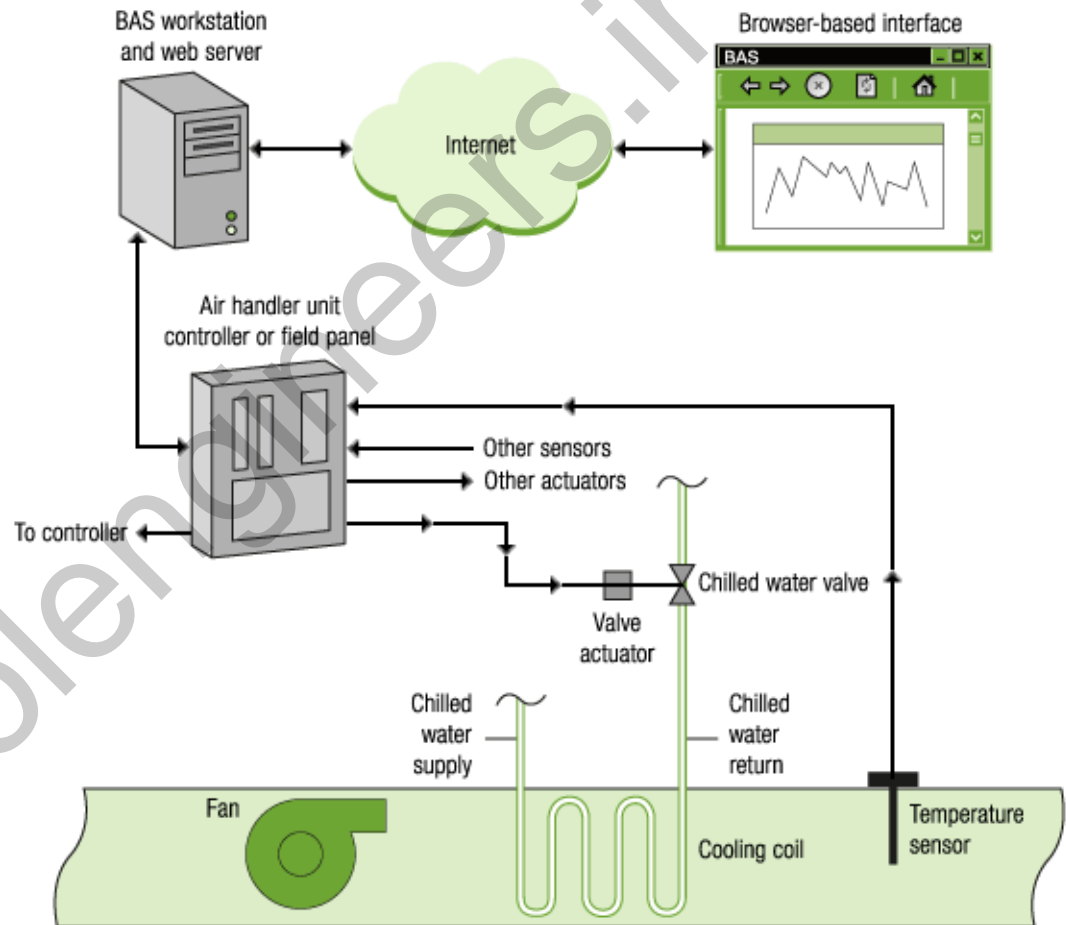 BAS workstation
and web server
Browser-based interface
BAS
Internet
Air handler unit
controller or field panel
Other sensors
Other actuators
To controller
Chilled water valve
Valve
actuator
Chilled
water
supply
Chilled
water
return
Fan
Cooling coil
Temperature
sensor